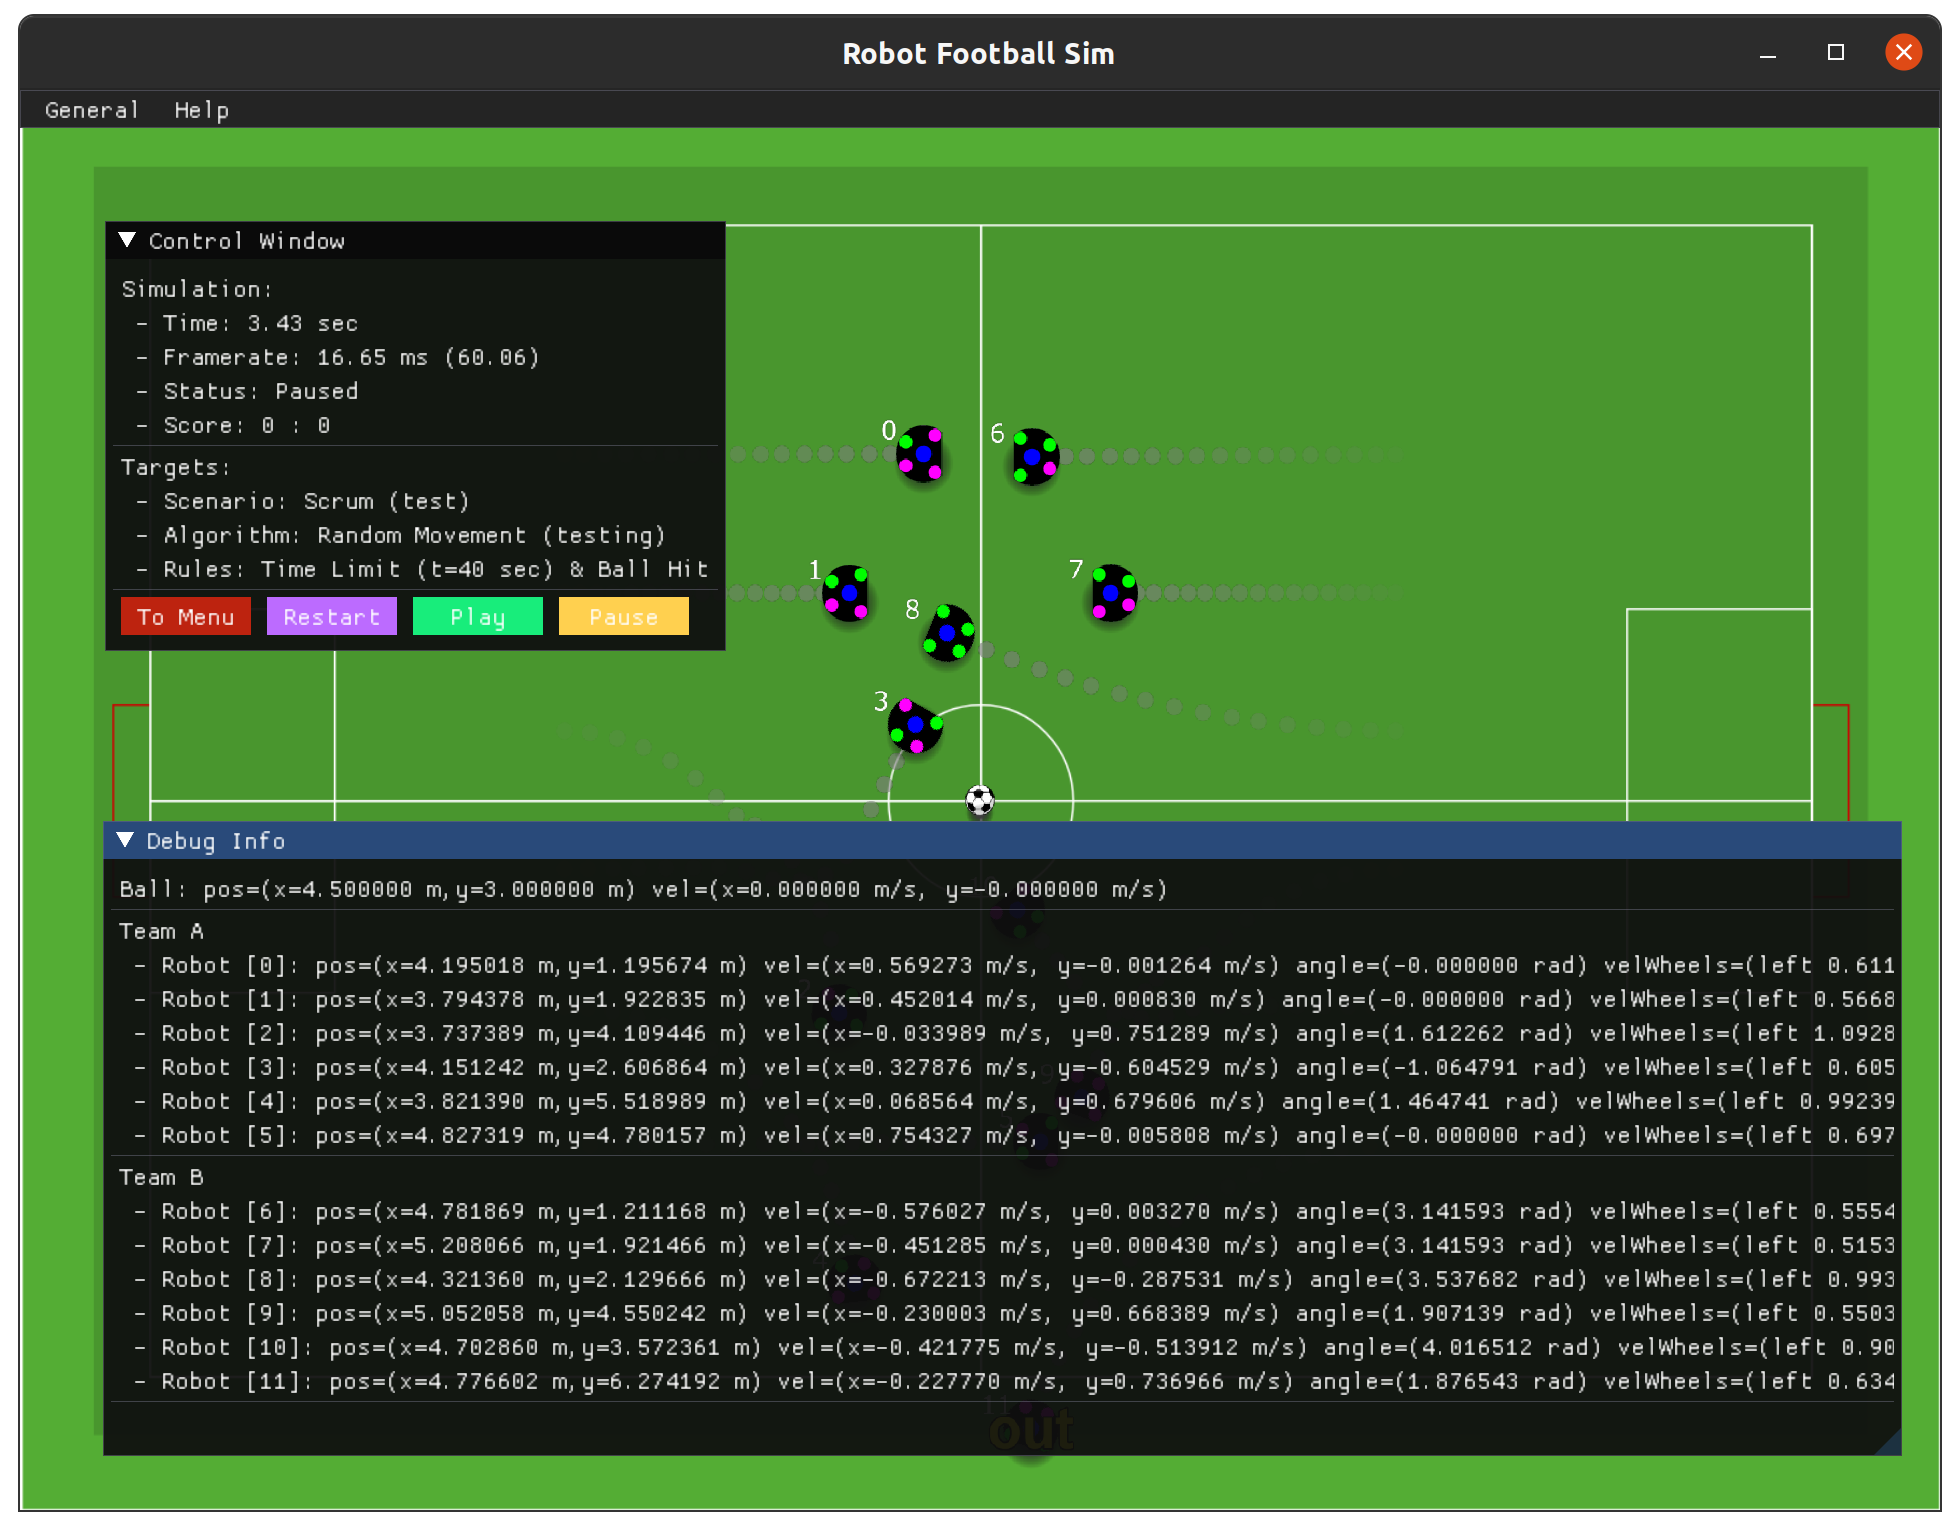 Robot Football Sim
General Help
Control Window
Simulation:
- Time: 3.43 sec
- Framerate: 16.65 ms (60.06)
- Status: Paused
- Score: 0 : 0
Targets:
- Scenario: Scrum (test)
- Algorithm: Random Movement (testing)
- Rules: Time Limit (t=40 sec) & Ball Hit
To Menu Restart Play Pause
0
6
1
7
8
3
Debug Info
Ball: pos=(x=4.500000 m,y=3.000000 m) vel=(x=0.000000 m/s, y=-0.000000 m/s)
Team A
- Robot [0]: pos=(x=4.195018 m,y=1.195674 m) vel=(x=0.569273 m/s, y=-0.001264 m/s) angle=(-0.000000 rad) velWheels=(left 0.611
- Robot [1]: pos=(x=3.794378 m,y=1.922835 m) vel=(x=0.452014 m/s, y=0.000830 m/s) angle=(-0.000000 rad) velWheels=(left 0.5668
- Robot [2]: pos=(x=3.737389 m,y=4.109446 m) vel=(x=-0.033989 m/s, y=0.751289 m/s) angle=(1.612262 rad) velWheels=(left 1.0928
- Robot [3]: pos=(x=4.151242 m,y=2.606864 m) vel=(x=0.327876 m/s, y=-0.604529 m/s) angle=(-1.064791 rad) velWheels=(left 0.605
- Robot [4]: pos=(x=3.821390 m,y=5.518989 m) vel=(x=0.068564 m/s, y=0.679606 m/s) angle=(1.464741 rad) velWheels=(left 0.99239
- Robot [5]: pos=(x=4.827319 m,y=4.780157 m) vel=(x=0.754327 m/s, y=-0.005808 m/s) angle=(-0.000000 rad) velWheels=(left 0.697
Team B
- Robot [6]: pos=(x=4.781869 m,y=1.211168 m) vel=(x=-0.576027 m/s, y=0.003270 m/s) angle=(3.141593 rad) velWheels=(left 0.5554
- Robot [7]: pos=(x=5.208066 m,y=1.921466 m) vel=(x=-0.451285 m/s, y=0.000430 m/s) angle=(3.141593 rad) velWheels=(left 0.5153
- Robot [8]: pos=(x=4.321360 m,y=2.129666 m) vel=(x=-0.672213 m/s, y=-0.287531 m/s) angle=(3.537682 rad) velWheels=(left 0.993
- Robot [9]: pos=(x=5.052058 m,y=4.550242 m) vel=(x=-0.230003 m/s, y=0.668389 m/s) angle=(1.907139 rad) velWheels=(left 0.5503
- Robot [10]: pos=(x=4.702860 m,y=3.572361 m) vel=(x=-0.421775 m/s, y=-0.513912 m/s) angle=(4.016512 rad) velWheels=(left 0.90
- Robot [11]: pos=(x=4.776602 m,y=6.274192 m) vel=(x=-0.227770 m/s, y=0.736966 m/s) angle=(1.876543 rad) velWheels=(left 0.634
11
out